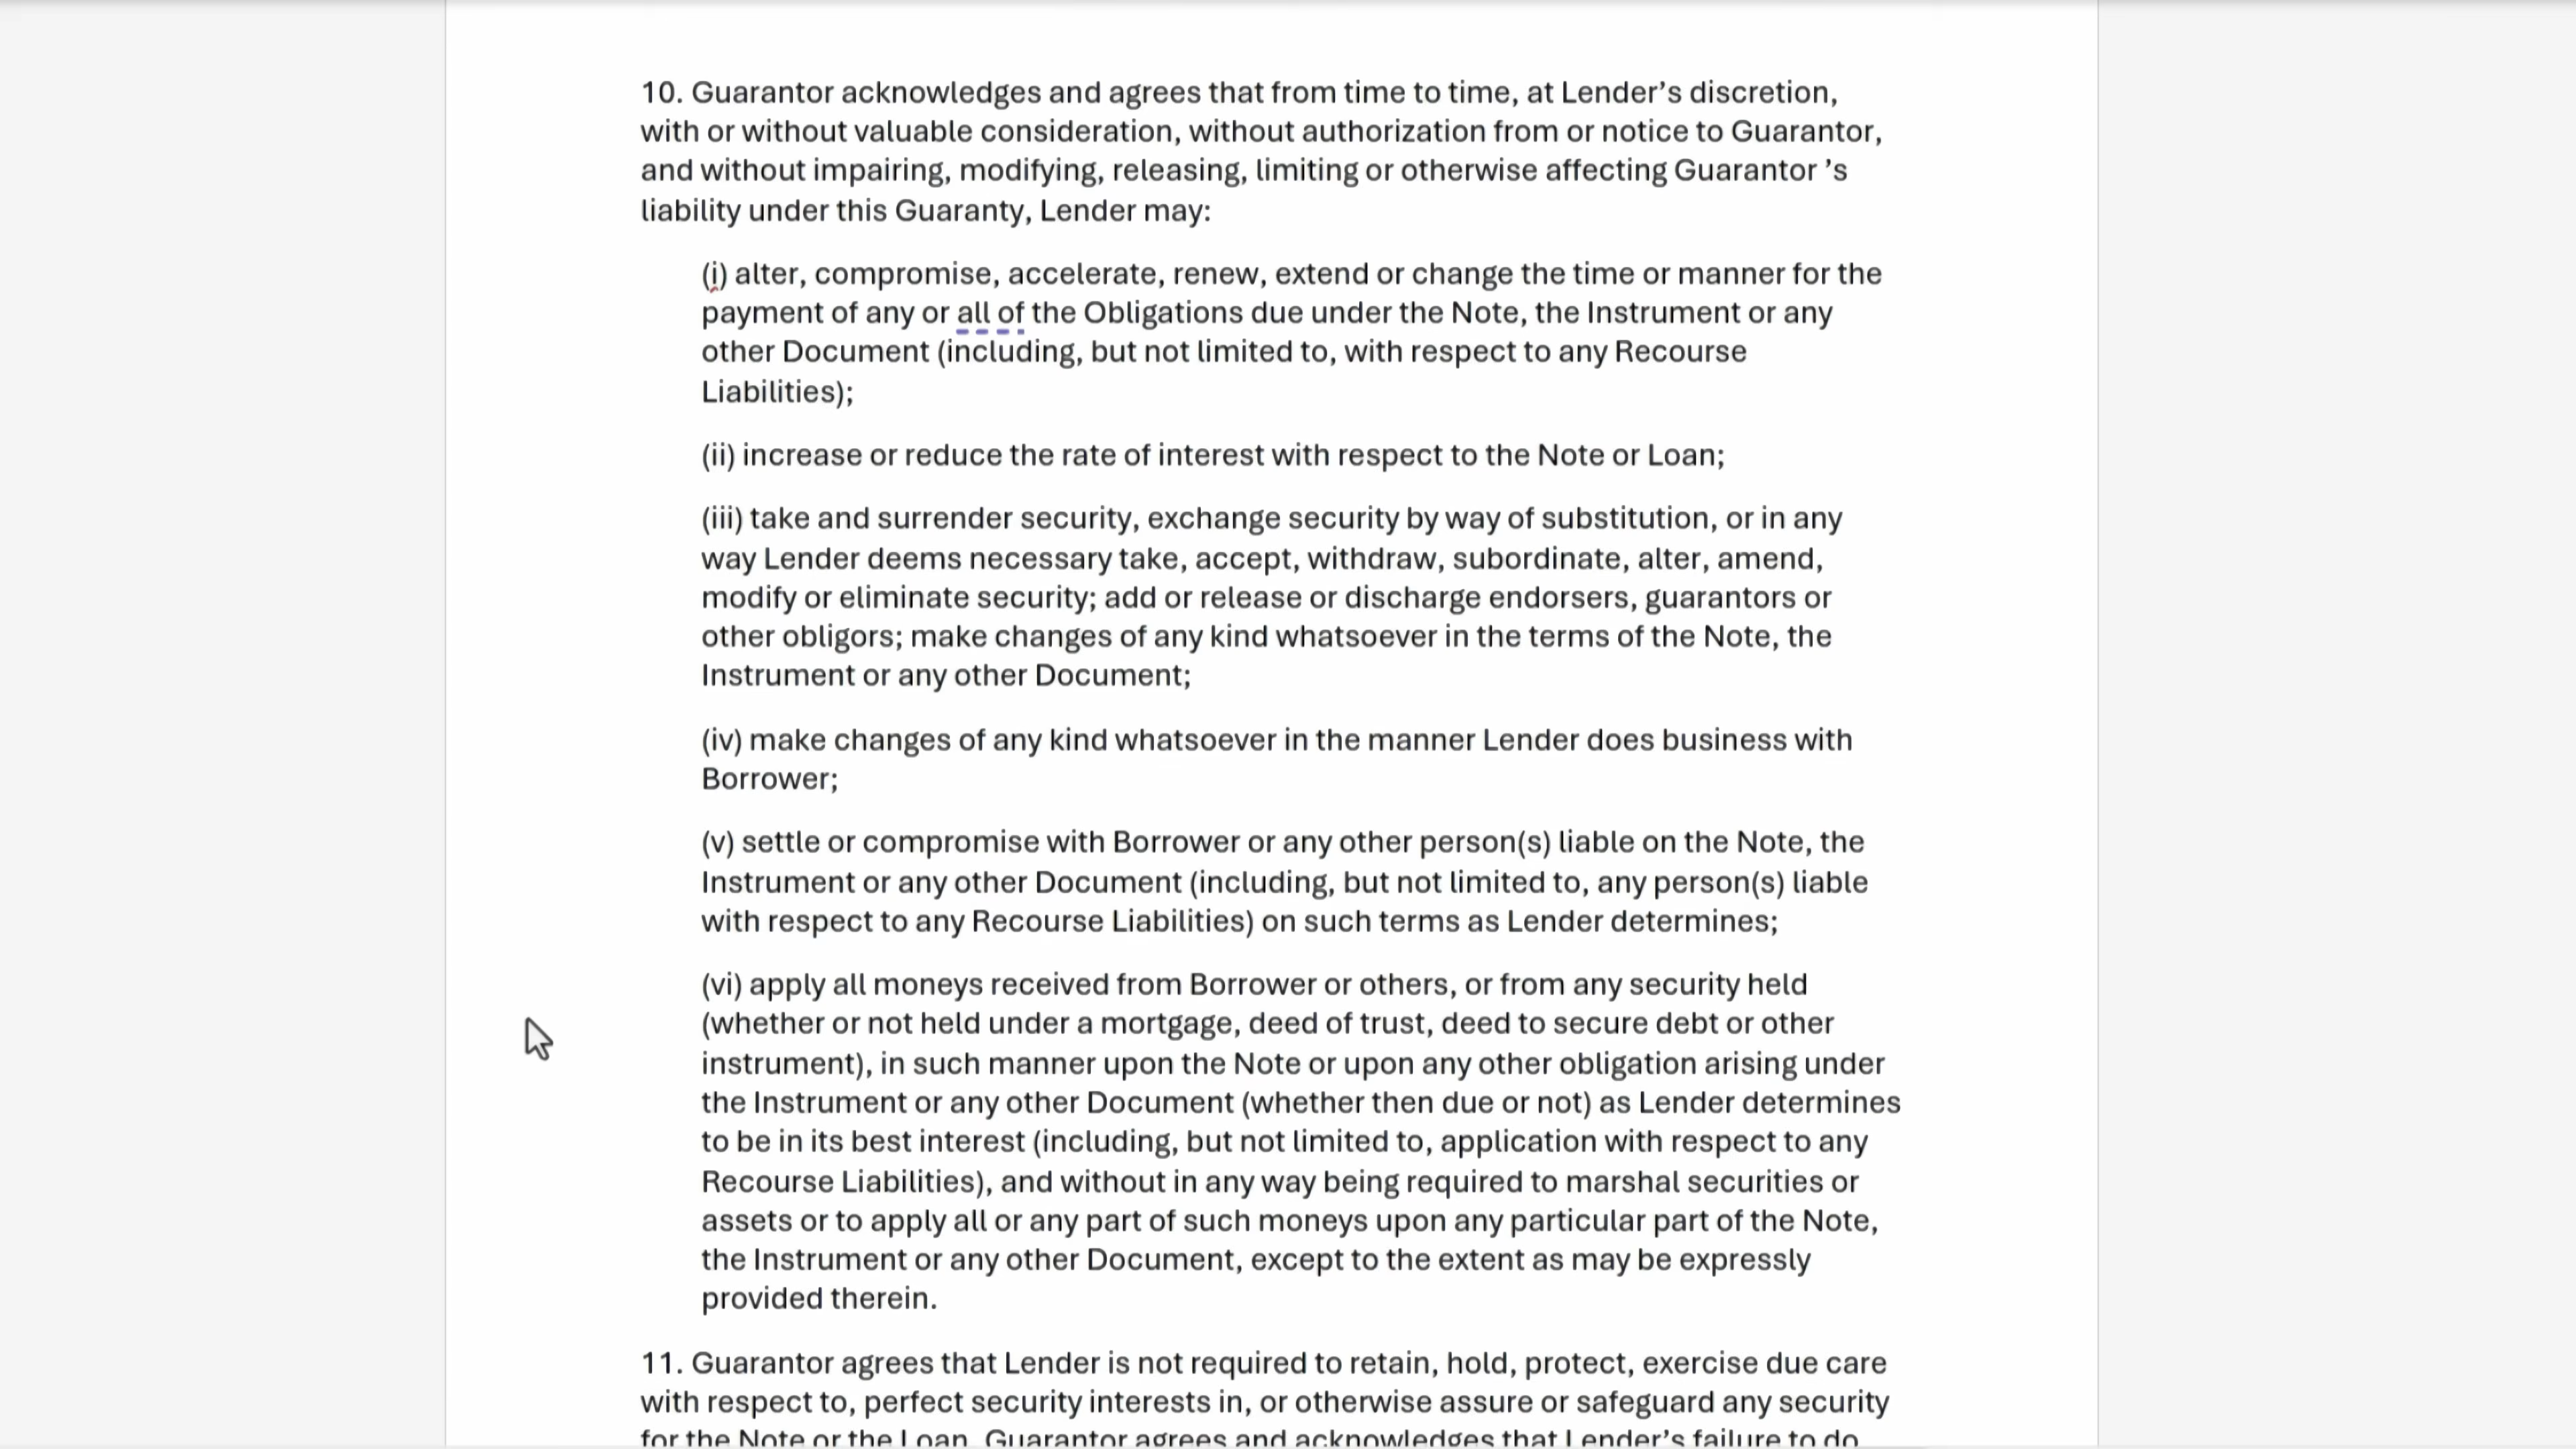 10. Guarantor acknowledges and agrees that from time to time, at Lender’s discretion,
with or without valuable consideration, without authorization from or notice to Guarantor,
and without impairing, modifying, releasing, limiting or otherwise affecting Guarantor ’s
liability under this Guaranty, Lender may:
(i) alter, compromise, accelerate, renew, extend or change the time or manner for the
payment of any or all of the Obligations due under the Note, the Instrument or any
other Document (including, but not limited to, with respect to any Recourse
Liabilities);
(ii) increase or reduce the rate of interest with respect to the Note or Loan;
(iii) take and surrender security, exchange security by way of substitution, or in any
way Lender deems necessary take, accept, withdraw, subordinate, alter, amend,
modify or eliminate security; add or release or discharge endorsers, guarantors or
other obligors; make changes of any kind whatsoever in the terms of the Note, the
Instrument or any other Document;
(iv) make changes of any kind whatsoever in the manner Lender does business with
Borrower;
(v) settle or compromise with Borrower or any other person(s) liable on the Note, the
Instrument or any other Document (including, but not limited to, any person(s) liable
with respect to any Recourse Liabilities) on such terms as Lender determines;
(vi) apply all moneys received from Borrower or others, or from any security held
(whether or not held under a mortgage, deed of trust, deed to secure debt or other
instrument), in such manner upon the Note or upon any other obligation arising under
the Instrument or any other Document (whether then due or not) as Lender determines
to be in its best interest (including, but not limited to, application with respect to any
Recourse Liabilities), and without in any way being required to marshal securities or
assets or to apply all or any part of such moneys upon any particular part of the Note,
the Instrument or any other Document, except to the extent as may be expressly
provided therein.
11. Guarantor agrees that Lender is not required to retain, hold, protect, exercise due care
with respect to, perfect security interests in, or otherwise assure or safeguard any security
for the Note or the Loan. Guarantor agrees and acknowledges that Lender’s failure to do